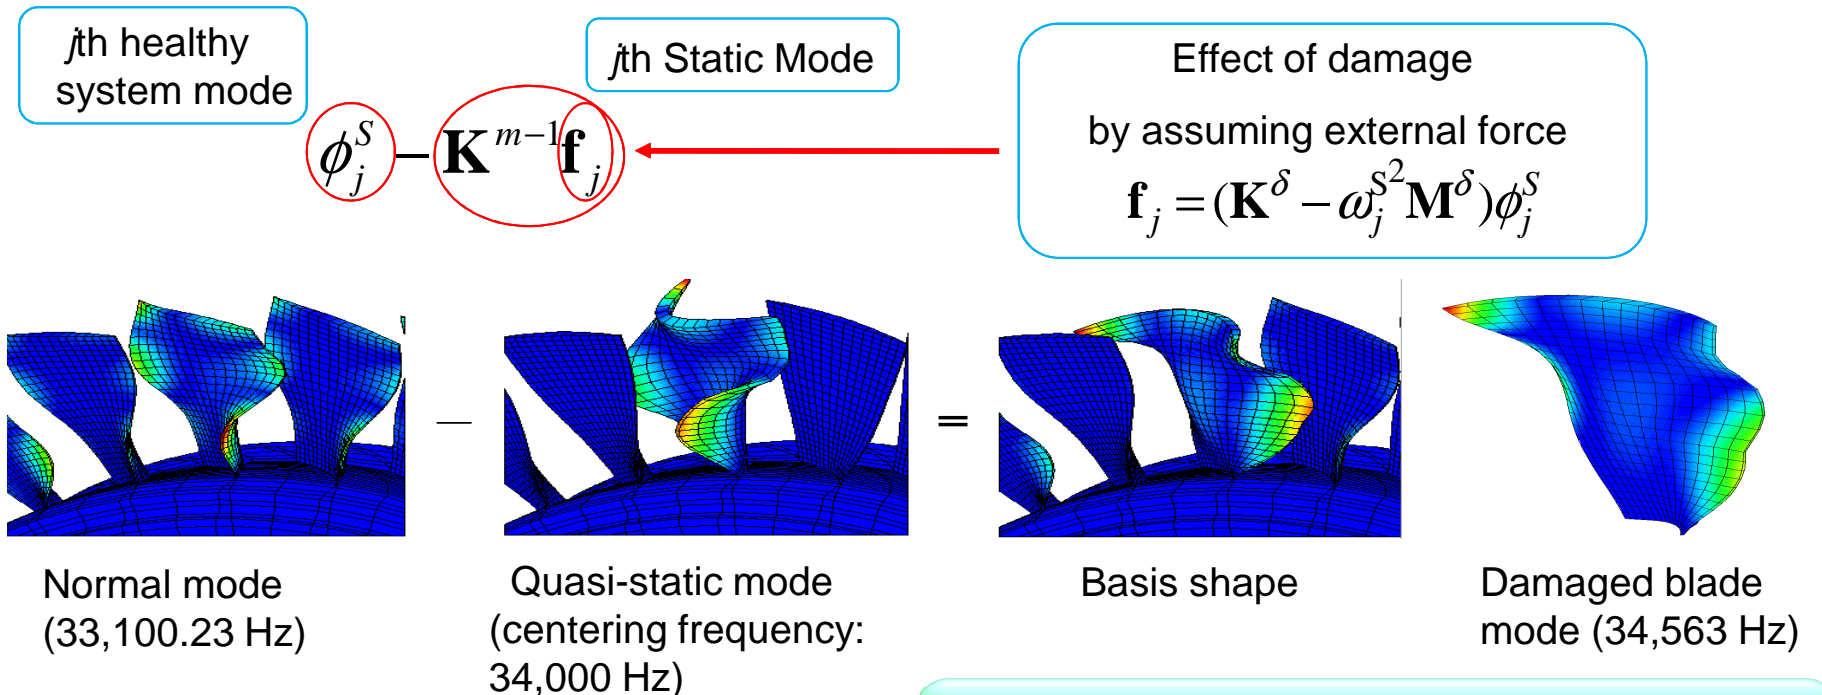 jth healthy
system mode
jth Static Mode
Effect of damage
by assuming external force
ϕ_j^S − K^{m−1} f_j
f_j = (K^δ − ω_j^{S2} M^δ) ϕ_j^S
— =
Normal mode
(33,100.23 Hz)
Quasi-static mode
(centering frequency:
34,000 Hz)
Basis shape
Damaged blade
mode (34,563 Hz)